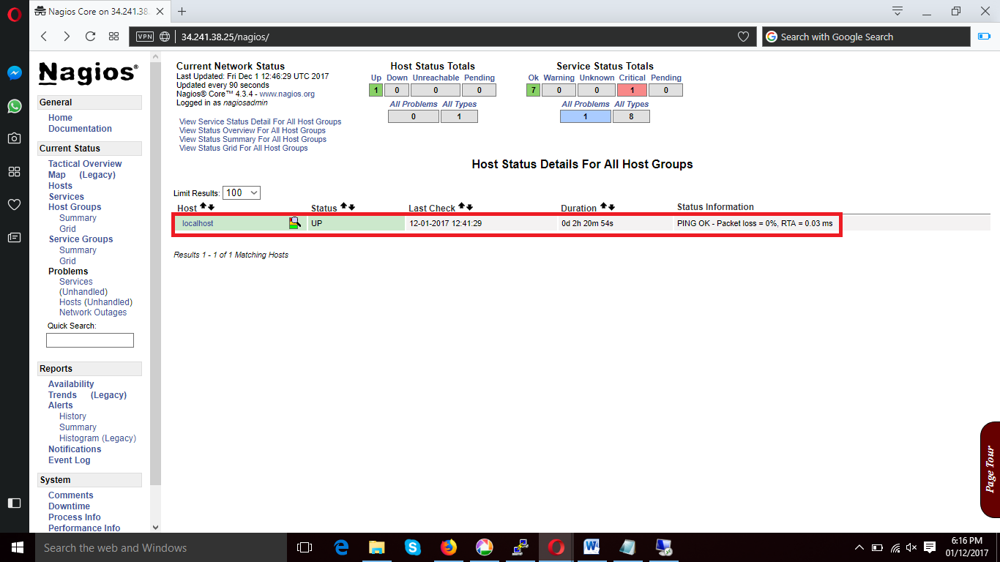 Nagios Core on 34.241.38.
VPN
34.241.38.25/nagios/
Search with Google Search
Nagios®
General
Home
Documentation
Current Status
Tactical Overview
Map (Legacy)
Hosts
Services
Host Groups
Summary
Grid
Service Groups
Summary
Grid
Problems
Services
(Unhandled)
Hosts (Unhandled)
Network Outages
Quick Search:
Reports
Availability
Trends (Legacy)
Alerts
History
Summary
Histogram (Legacy)
Notifications
Event Log
System
Comments
Downtime
Process Info
Performance Info
Current Network Status
Last Updated: Fri Dec 1 12:46:29 UTC 2017
Updated every 90 seconds
Nagios® Core™ 4.3.4 - www.nagios.org
Logged in as nagiosadmin
View Service Status Detail For All Host Groups
View Status Overview For All Host Groups
View Status Summary For All Host Groups
View Status Grid For All Host Groups
Host Status Totals
Up Down Unreachable Pending
1 0 0 0
All Problems All Types
0 1
Service Status Totals
Ok Warning Unknown Critical Pending
7 0 0 1 0
All Problems All Types
1 8
Host Status Details For All Host Groups
Limit Results: 100
Host Status Last Check Duration Status Information
localhost UP 12-01-2017 12:41:29 0d 2h 20m 54s PING OK - Packet loss = 0%, RTA = 0.03 ms
Results 1 - 1 of 1 Matching Hosts
Page Tour
Search the web and Windows
6:16 PM
01/12/2017